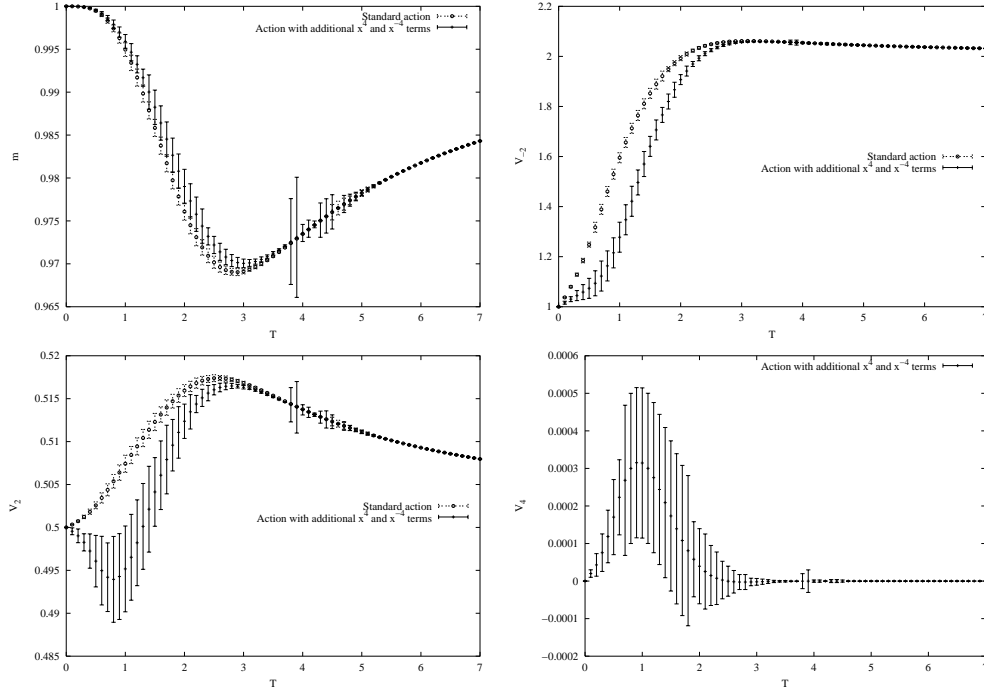 1
0.995
0.99
0.985
0.98
0.975
0.97
0.965
m
0 1 2 3 4 5 6 7
T
Standard action
Action with additional x⁴ and x⁻⁴ terms
2.2
2
1.8
1.6
1.4
1.2
1
V₋₂
0 1 2 3 4 5 6 7
T
Standard action
Action with additional x⁴ and x⁻⁴ terms
0.52
0.515
0.51
0.505
0.5
0.495
0.49
0.485
V₂
0 1 2 3 4 5 6 7
T
Standard action
Action with additional x⁴ and x⁻⁴ terms
0.0006
0.0005
0.0004
0.0003
0.0002
0.0001
0
−0.0001
−0.0002
V₄
0 1 2 3 4 5 6 7
T
Action with additional x⁴ and x⁻⁴ terms